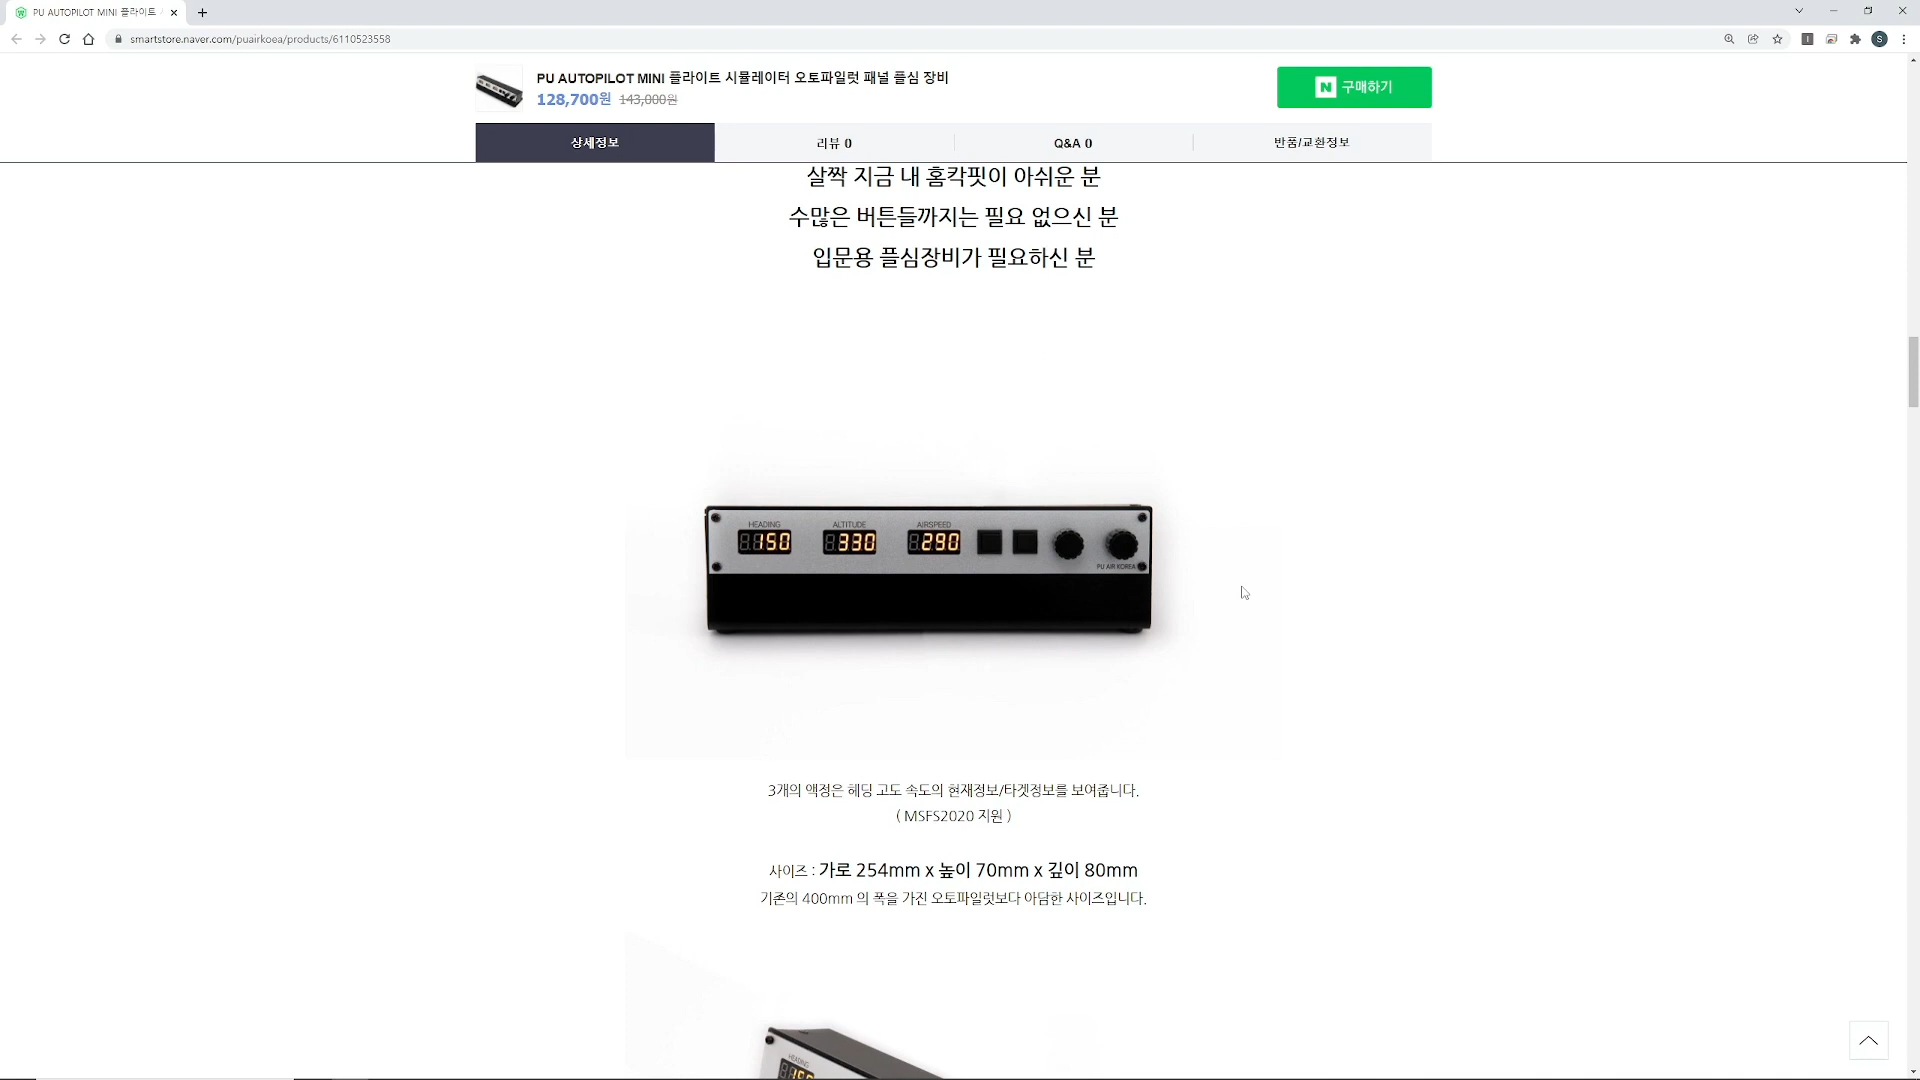 PU AUTOPILOT MINI 플라이트
smartstore.naver.com/puairkoea/products/6110523558
S
PU AUTOPILOT MINI 플라이트 시뮬레이터 오토파일럿 패널 플심 장비
128,700원 143,000원
N 구매하기
상세정보 리뷰 0 Q&A 0 반품/교환정보
살짝 지금 내 홈칵핏이 아쉬운 분
수많은 버튼들까지는 필요 없으신 분
입문용 플심장비가 필요하신 분
HEADING ALTITUDE AIRSPEED
150 330 290
PU AIR KOREA
3개의 액정은 헤딩 고도 속도의 현재정보/타겟정보를 보여줍니다.
( MSFS2020 지원 )
사이즈 : 가로 254mm x 높이 70mm x 깊이 80mm
기존의 400mm 의 폭을 가진 오토파일럿보다 아담한 사이즈입니다.
HEADING
150